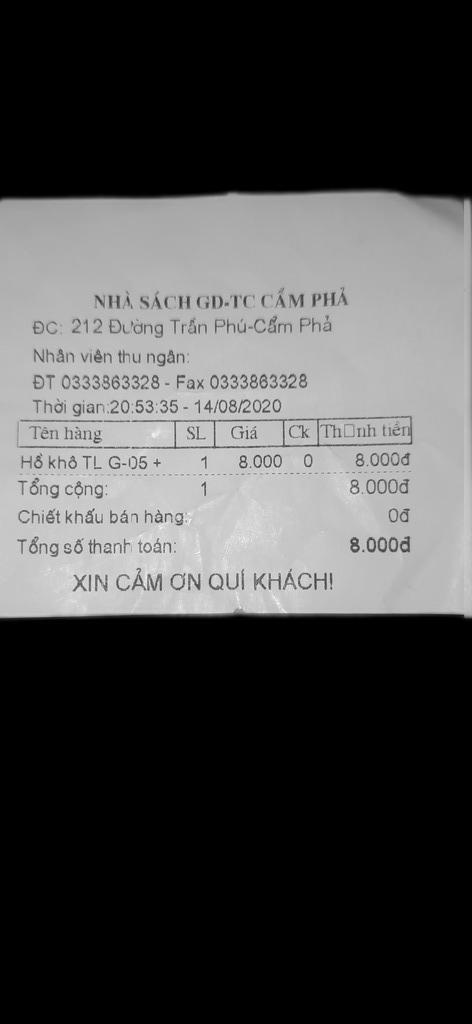 NHÀ SÁCH GD-TC CẨM PHẢ
ĐC: 212 Đường Trần Phú-Cẩm Phả
Nhân viên thu ngân:
ĐT 0333863328 - Fax 0333863328
Thời gian:20:53:35 - 14/08/2020
Tên hàng SL Giá Ck Th□nh tiền
Hồ khô TL G-05 + 1 8.000 0 8.000đ
Tổng cộng: 1 8.000đ
Chiết khấu bán hàng: 0đ
Tổng số thanh toán: 8.000đ
XIN CẢM ƠN QUÍ KHÁCH!